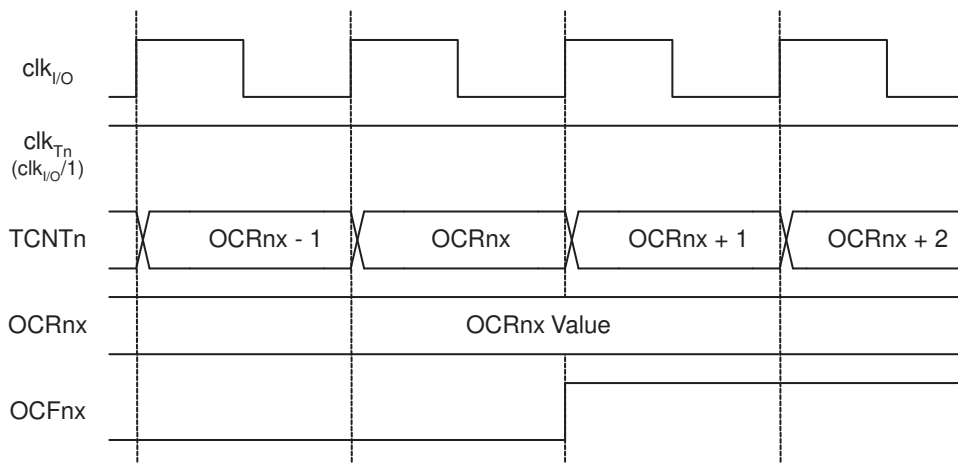 clkI/O
clkTn
(clkI/O/1)
TCNTn OCRnx - 1 OCRnx OCRnx + 1 OCRnx + 2
OCRnx OCRnx Value
OCFnx